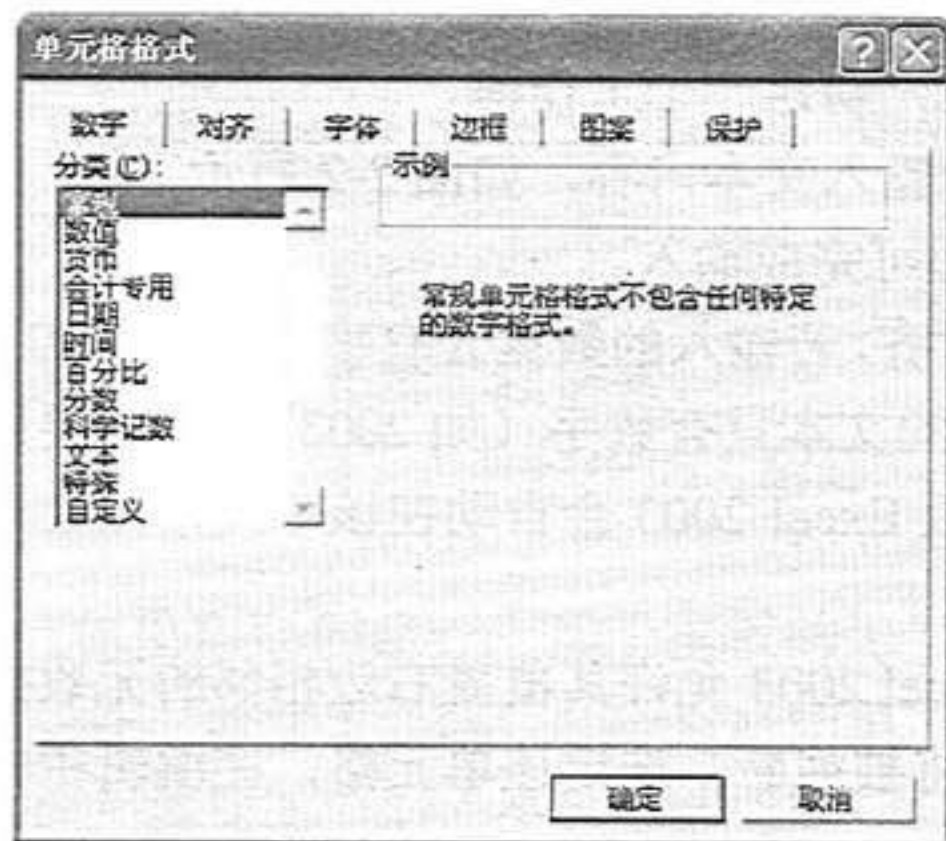 单元格格式
数字 对齐 字体 边框 图案 保护
分类(C):
示例
常规
数值
货币
会计专用
日期
时间
百分比
分数
科学记数
文本
特殊
自定义
常规单元格格式不包含任何特定
的数字格式。
确定 取消